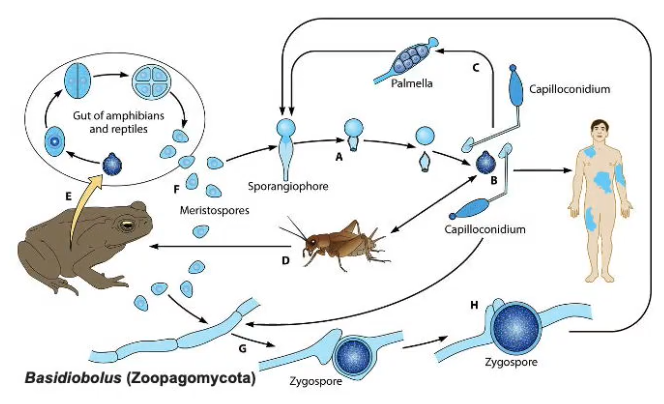 Palmella
C
Capilloconidium
Gut of amphibians
and reptiles
A
E
F
Sporangiophore
B
Meristospores
Capilloconidium
D
H
G
Zygospore
Zygospore
Basidiobolus (Zoopagomycota)